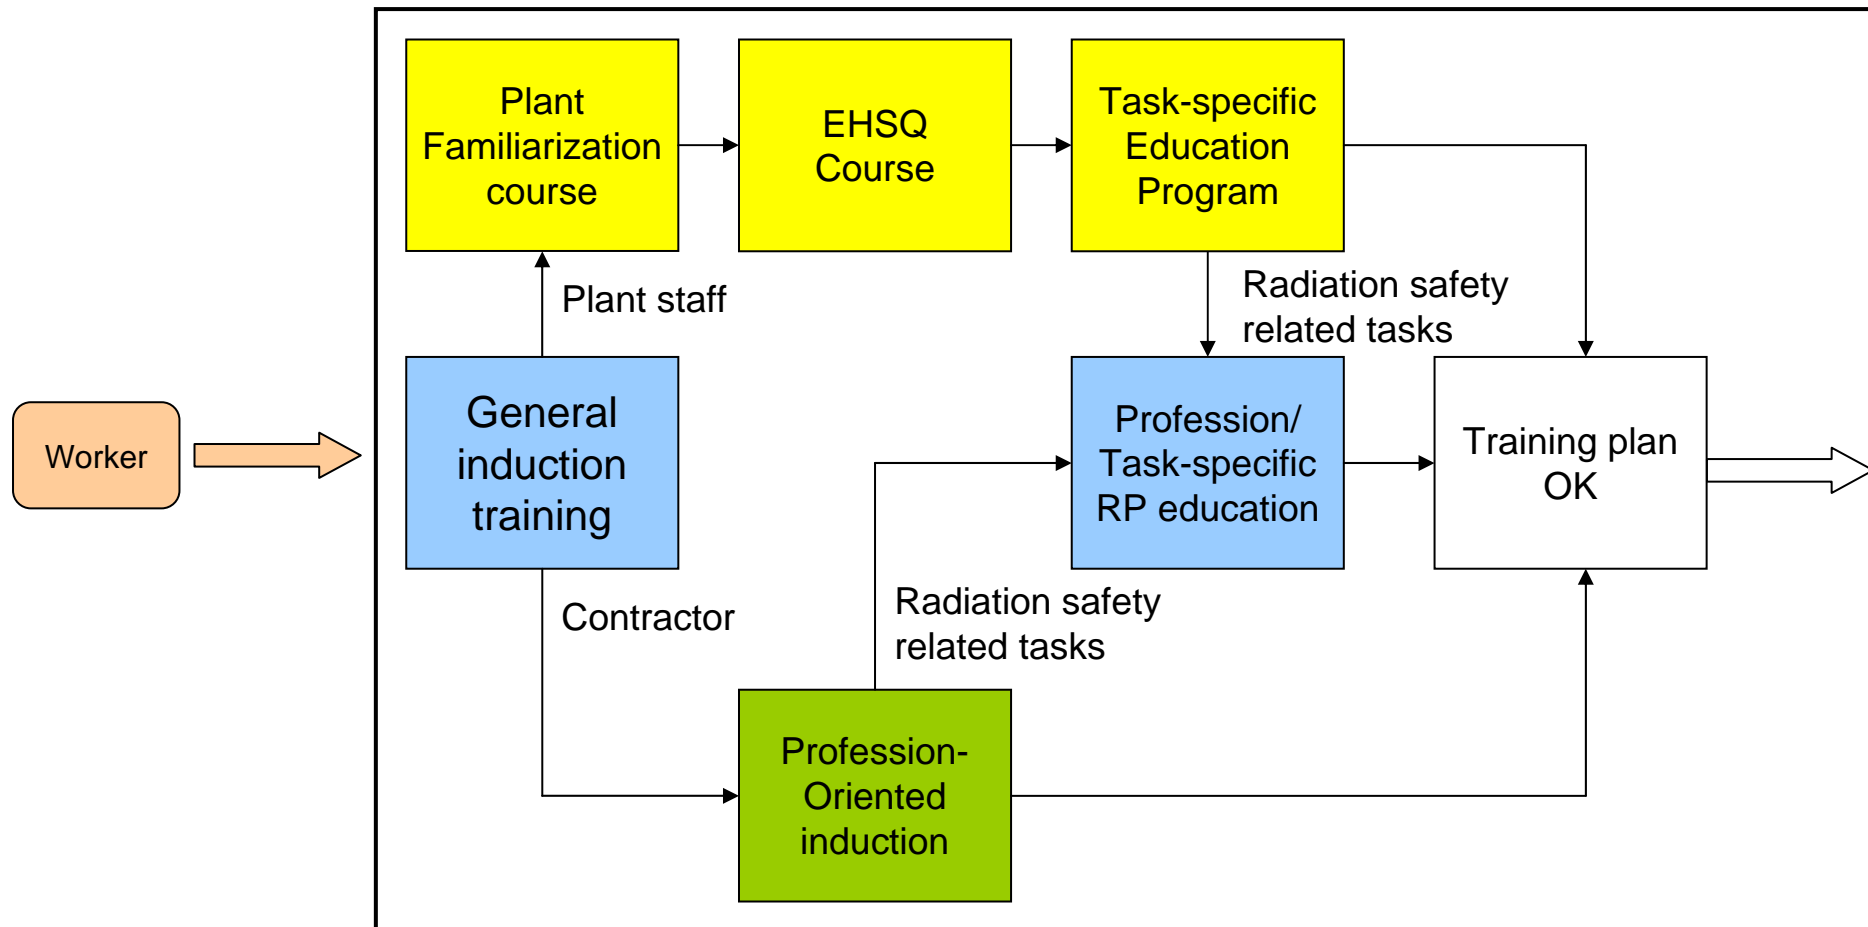 Plant
Familiarization
course
EHSQ
Course
Task-specific
Education
Program
Plant staff
Radiation safety
related tasks
Worker
General
induction
training
Profession/
Task-specific
RP education
Training plan
OK
Contractor
Radiation safety
related tasks
Profession-
Oriented
induction